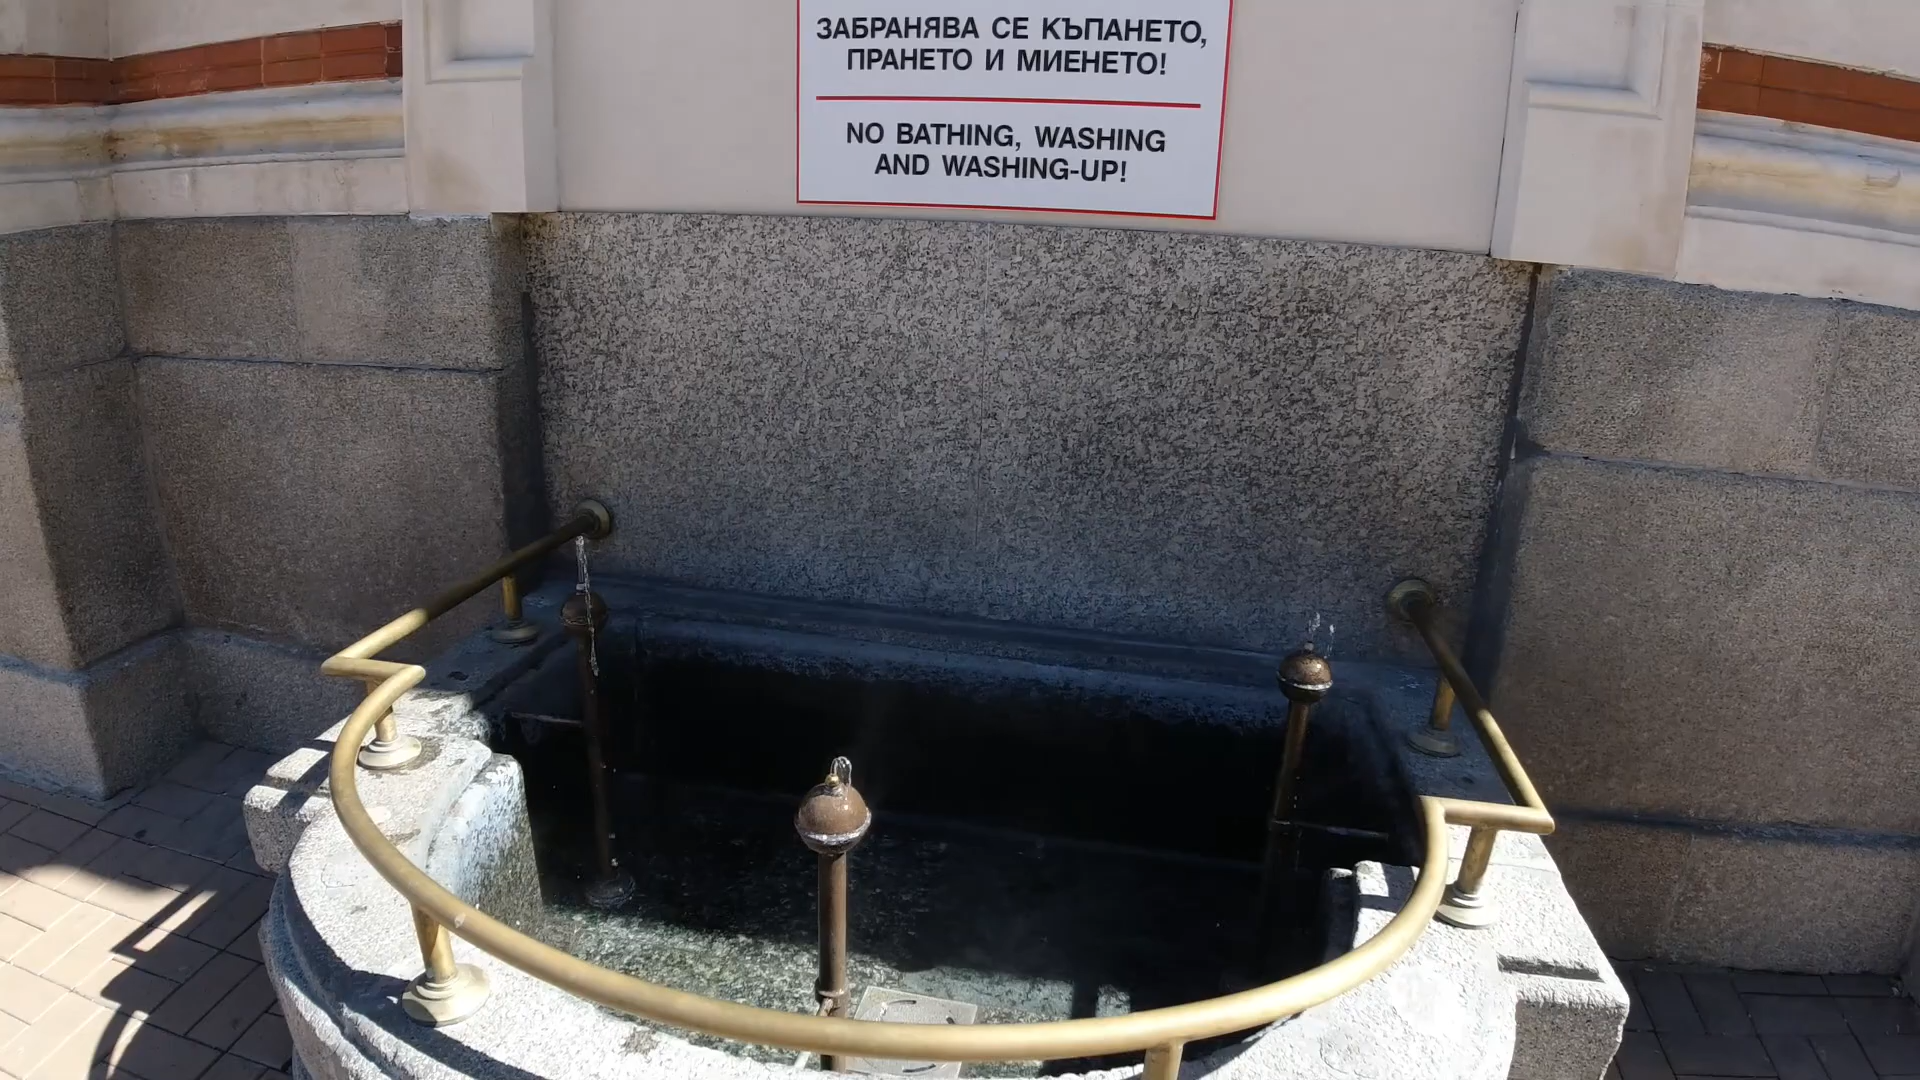 ЗАБРАНЯВА СЕ КЪПАНЕТО,
ПРАНЕТО И МИЕНЕТО!
NO BATHING, WASHING
AND WASHING-UP!